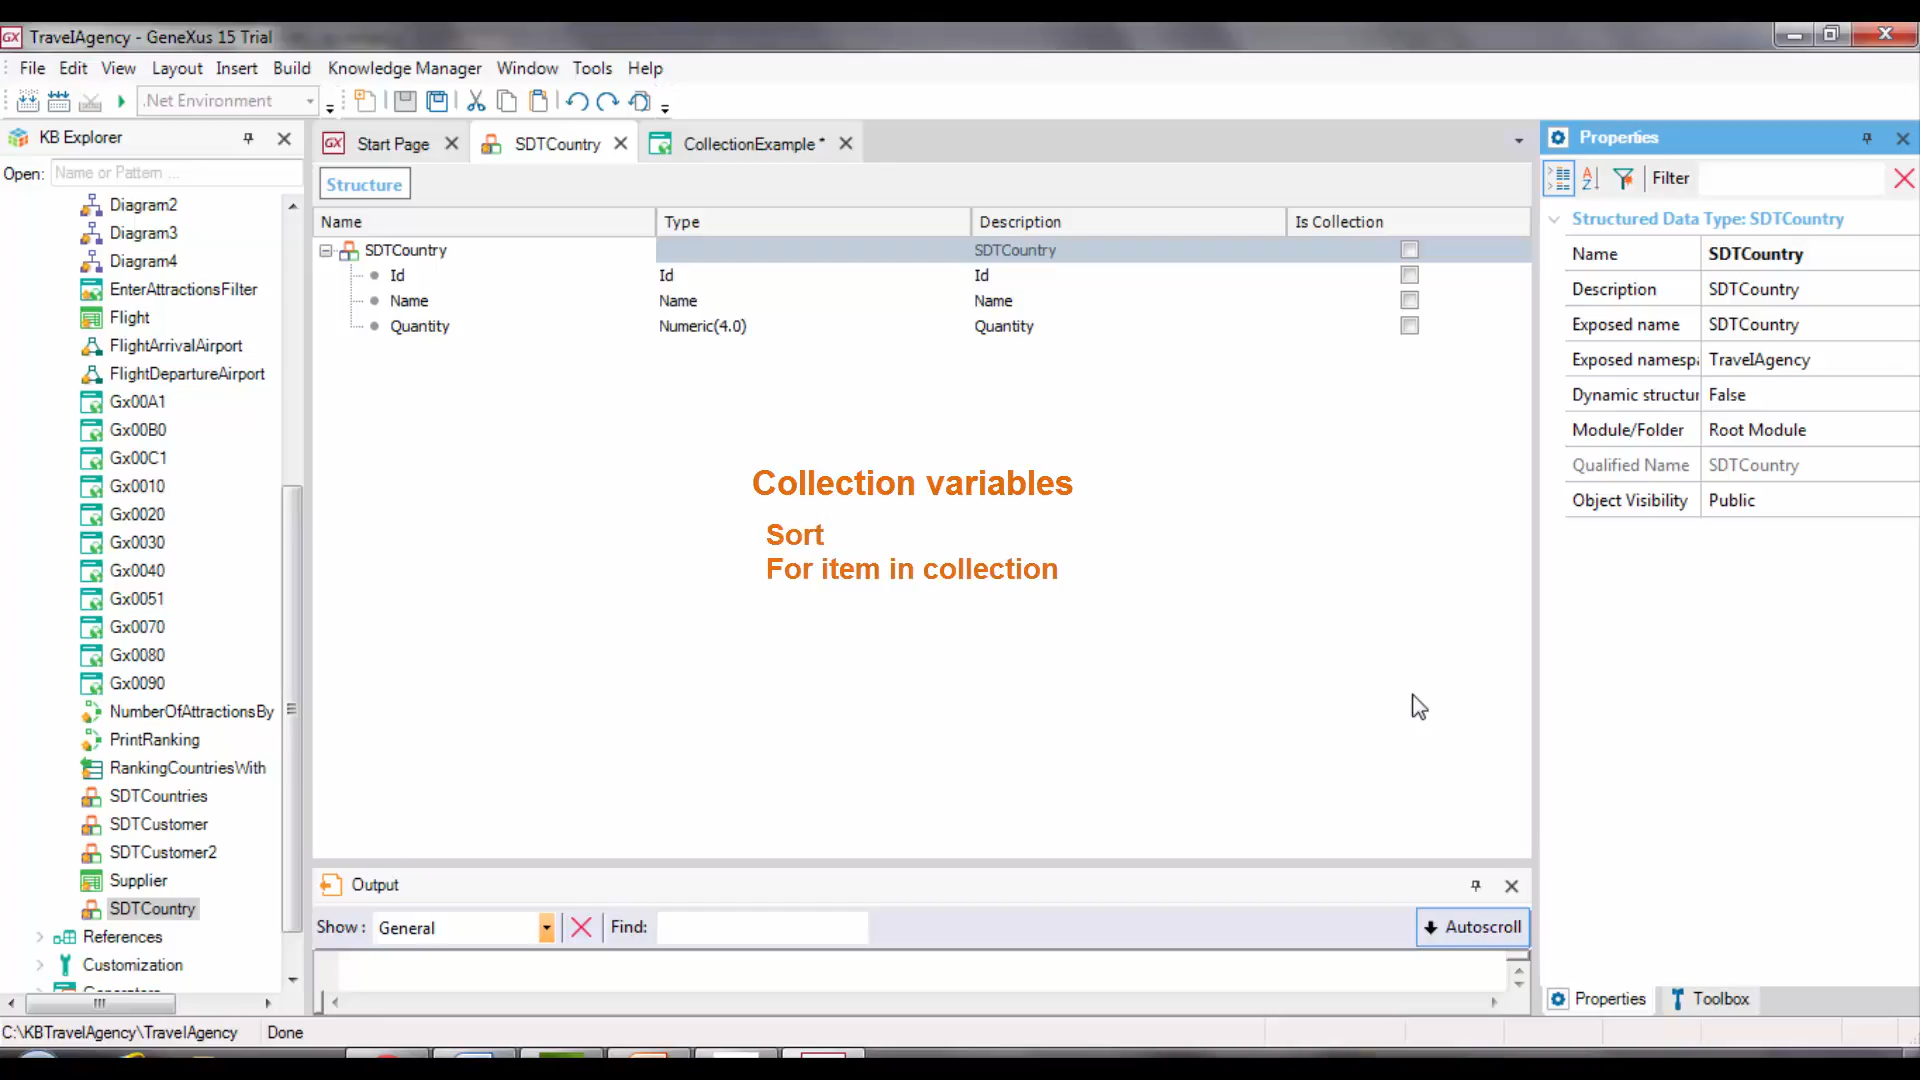 GX TravelAgency - GeneXus 15 Trial
File Edit View Layout Insert Build Knowledge Manager Window Tools Help
.Net Environment
KB Explorer
Open: Name or Pattern ...
Diagram2
Diagram3
Diagram4
EnterAttractionsFilter
Flight
FlightArrivalAirport
FlightDepartureAirport
Gx00A1
Gx00B0
Gx00C1
Gx0010
Gx0020
Gx0030
Gx0040
Gx0051
Gx0070
Gx0080
Gx0090
NumberOfAttractionsBy
PrintRanking
RankingCountriesWith
SDTCountries
SDTCustomer
SDTCustomer2
Supplier
SDTCountry
References
Customization
GX Start Page SDTCountry CollectionExample *
Structure
Name Type Description Is Collection
SDTCountry SDTCountry
Id Id Id
Name Name Name
Quantity Numeric(4.0) Quantity
Collection variables
Sort
For item in collection
Output
Show : General Find: Autoscroll
Properties
Filter
Structured Data Type: SDTCountry
Name SDTCountry
Description SDTCountry
Exposed name SDTCountry
Exposed namespa TravelAgency
Dynamic structur False
Module/Folder Root Module
Qualified Name SDTCountry
Object Visibility Public
Properties Toolbox
C:\KBTravelAgency\TravelAgency Done